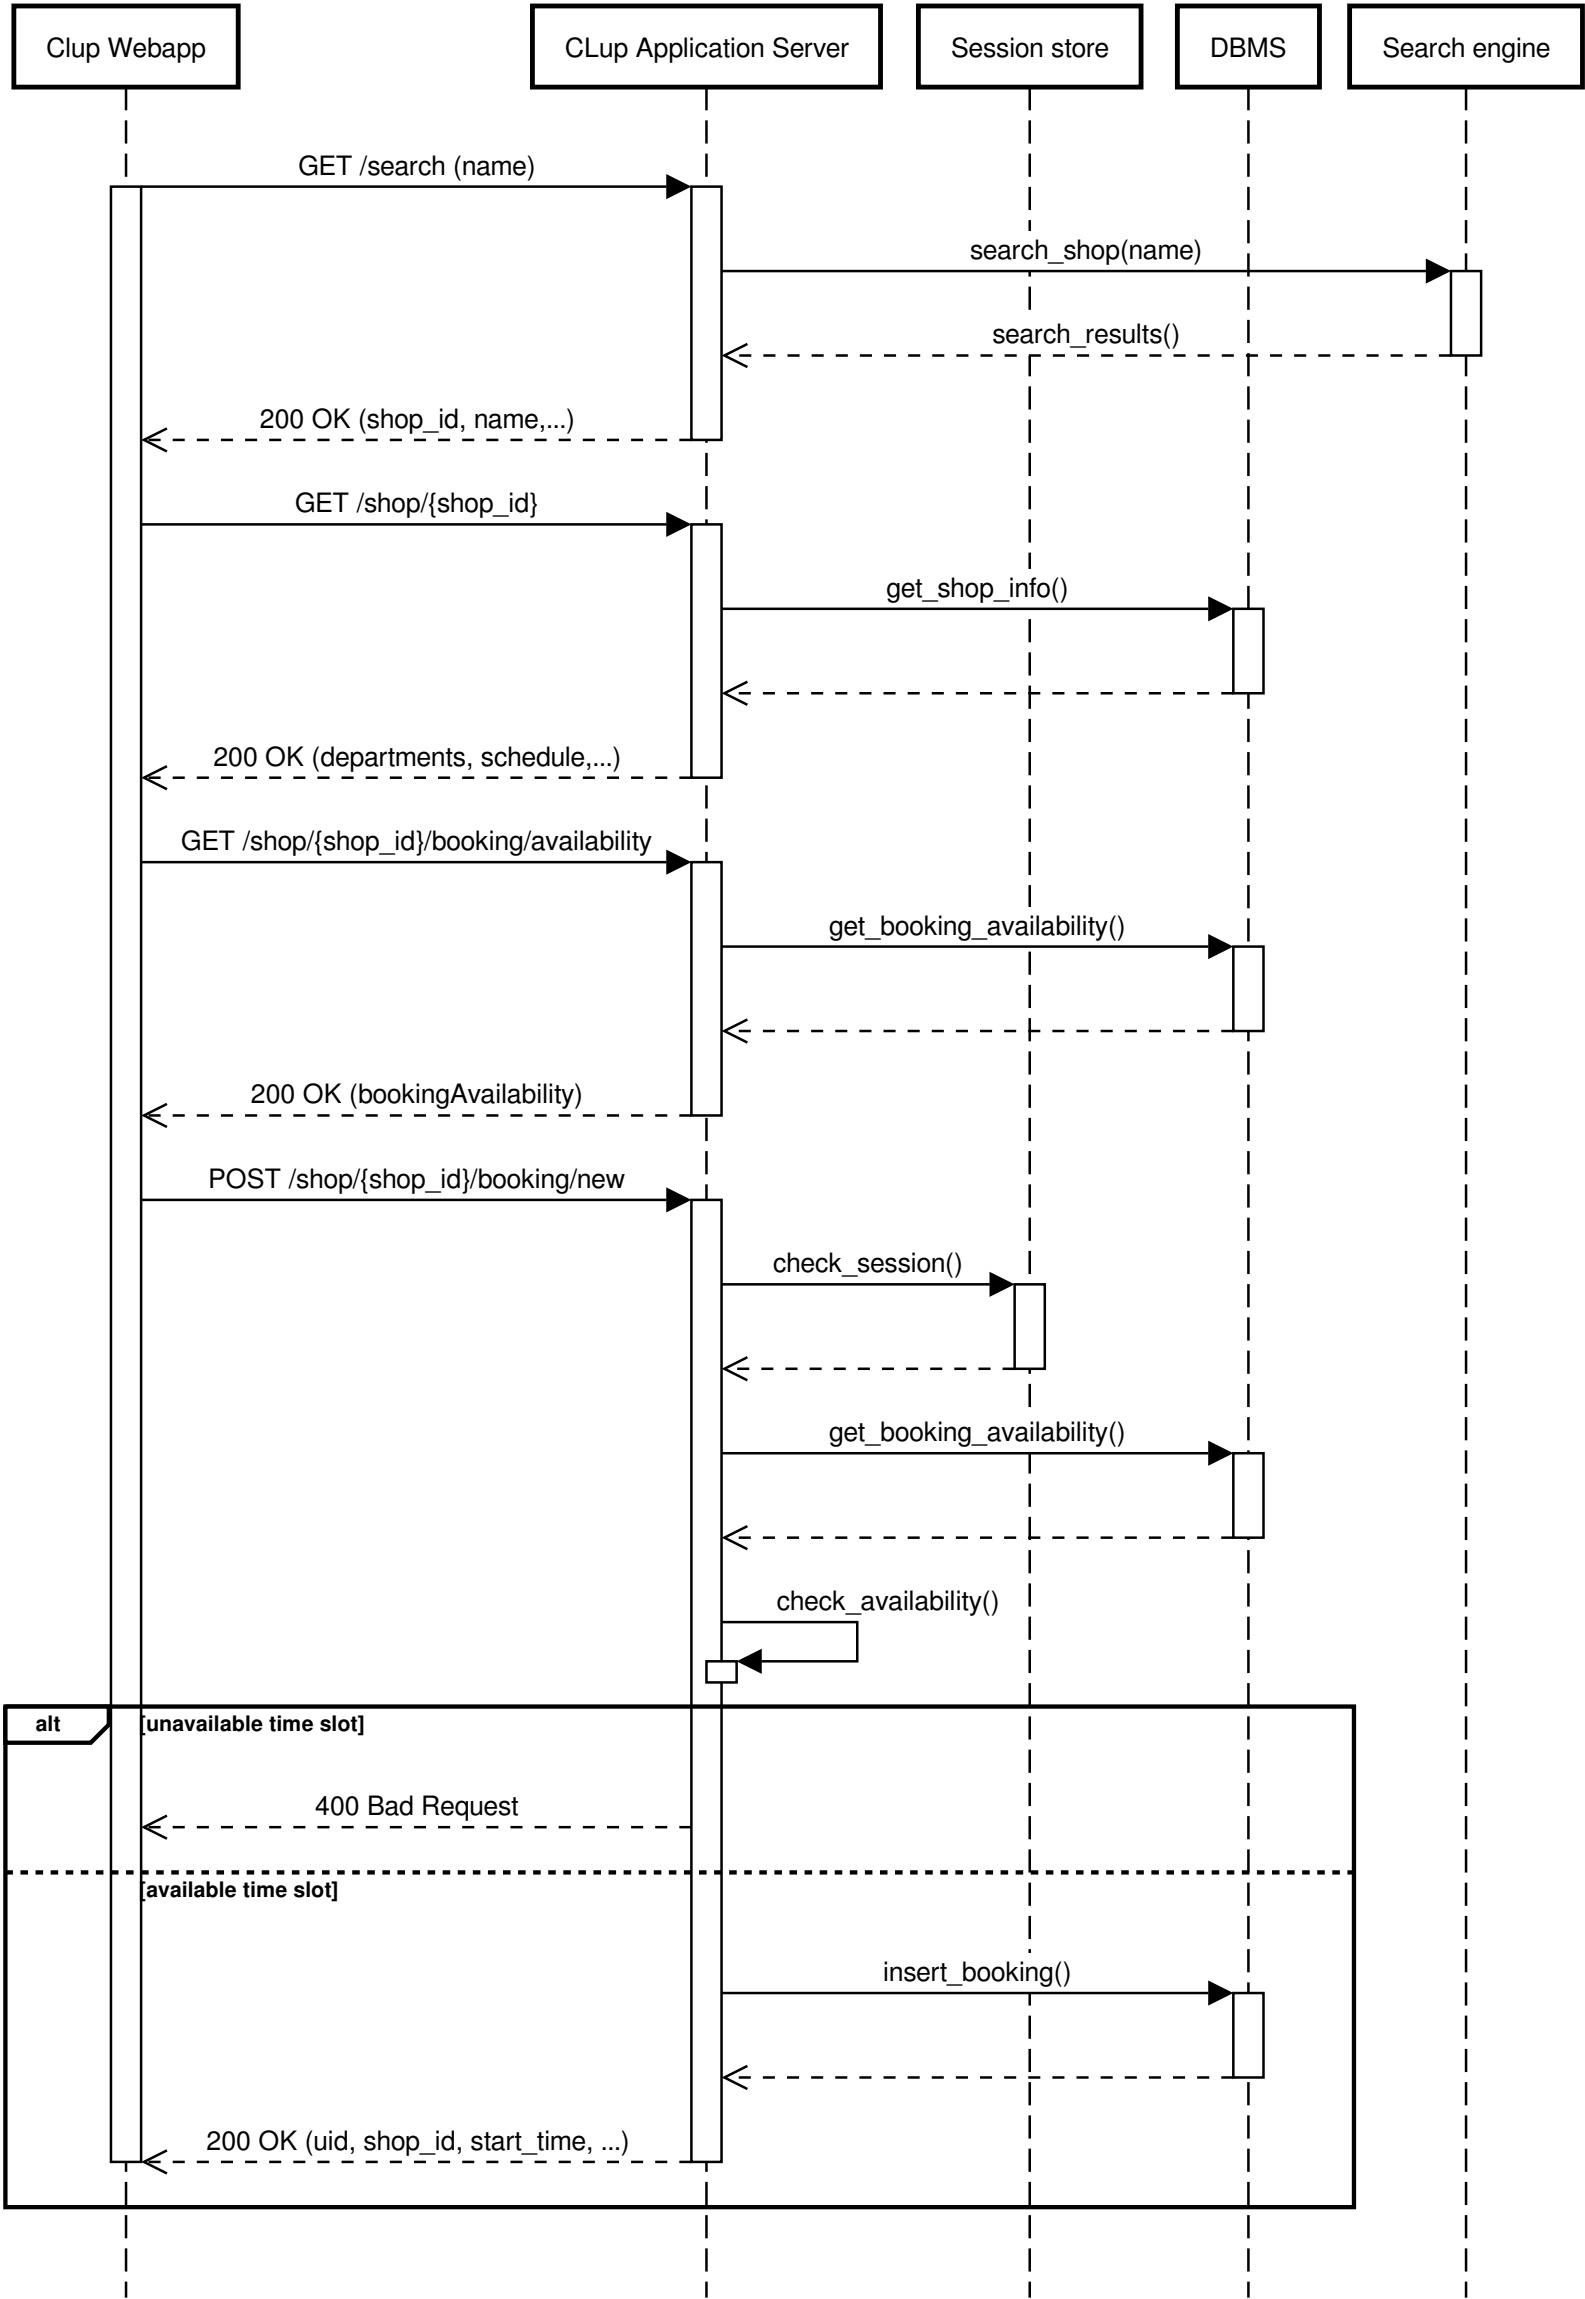 Clup Webapp
CLup Application Server
Session store
DBMS
Search engine
GET /search (name)
search_shop(name)
search_results()
200 OK (shop_id, name,...)
GET /shop/{shop_id}
get_shop_info()
200 OK (departments, schedule,...)
GET /shop/{shop_id}/booking/availability
get_booking_availability()
200 OK (bookingAvailability)
POST /shop/{shop_id}/booking/new
check_session()
get_booking_availability()
check_availability()
alt
[unavailable time slot]
400 Bad Request
[available time slot]
insert_booking()
200 OK (uid, shop_id, start_time, ...)